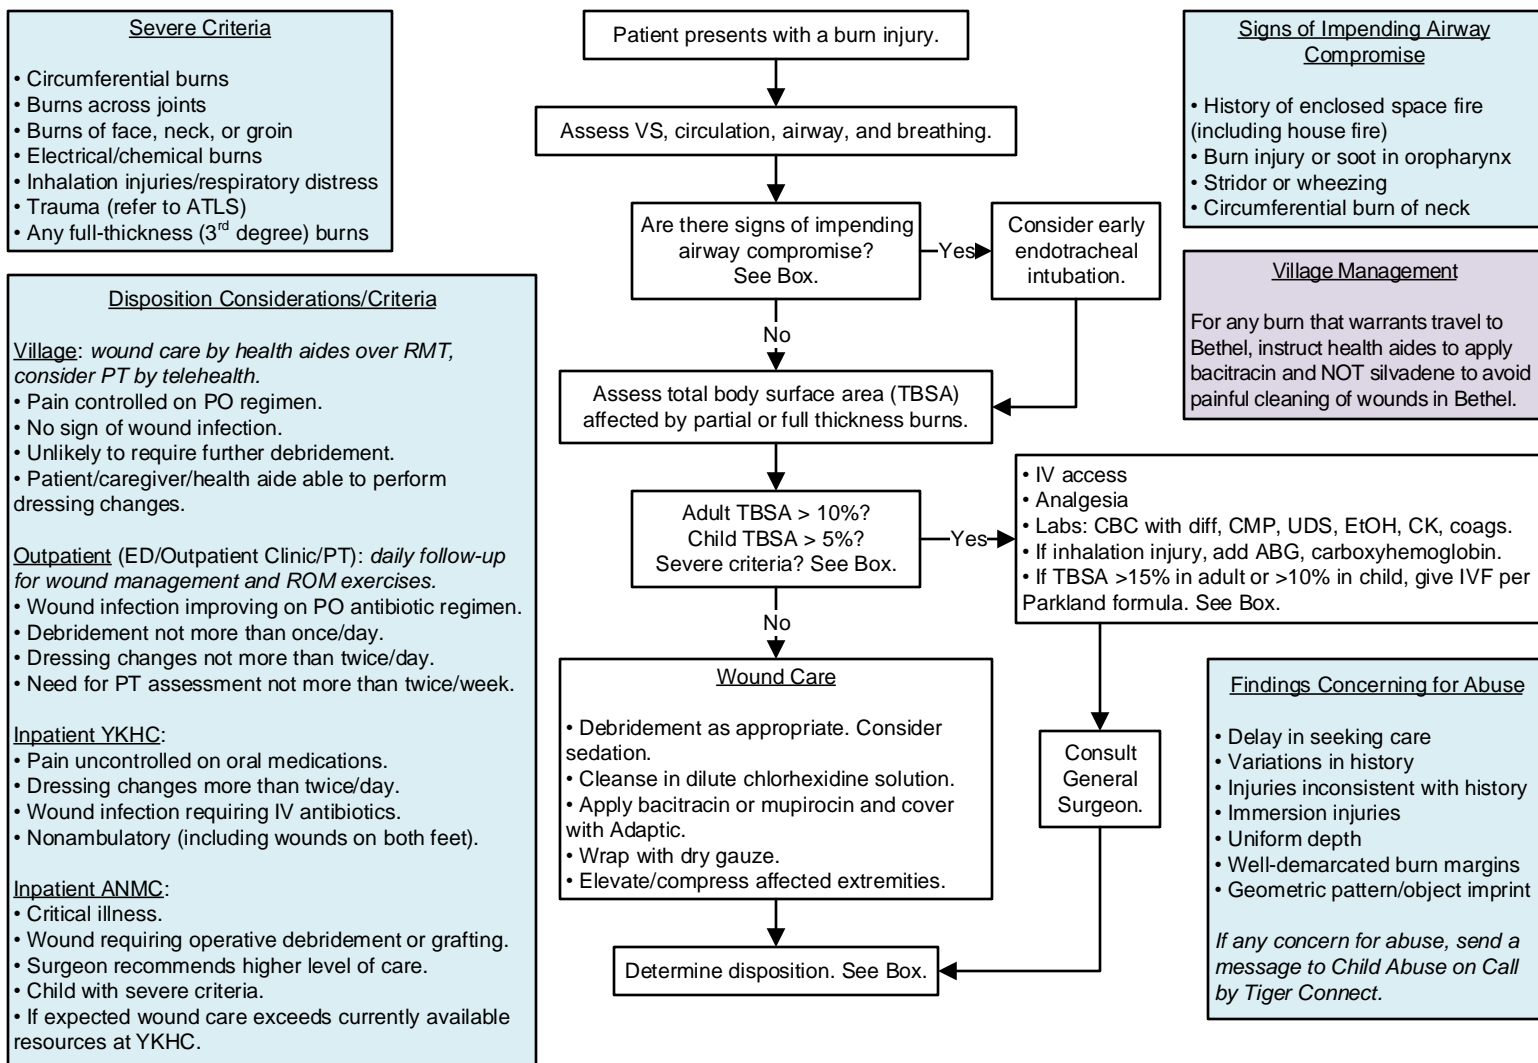 Severe Criteria
• Circumferential burns
• Burns across joints
• Burns of face, neck, or groin
• Electrical/chemical burns
• Inhalation injuries/respiratory distress
• Trauma (refer to ATLS)
• Any full-thickness (3rd degree) burns
Disposition Considerations/Criteria
Village: wound care by health aides over RMT,
consider PT by telehealth.
• Pain controlled on PO regimen.
• No sign of wound infection.
• Unlikely to require further debridement.
• Patient/caregiver/health aide able to perform
dressing changes.
Outpatient (ED/Outpatient Clinic/PT): daily follow-up
for wound management and ROM exercises.
• Wound infection improving on PO antibiotic regimen.
• Debridement not more than once/day.
• Dressing changes not more than twice/day.
• Need for PT assessment not more than twice/week.
Inpatient YKHC:
• Pain uncontrolled on oral medications.
• Dressing changes more than twice/day.
• Wound infection requiring IV antibiotics.
• Nonambulatory (including wounds on both feet).
Inpatient ANMC:
• Critical illness.
• Wound requiring operative debridement or grafting.
• Surgeon recommends higher level of care.
• Child with severe criteria.
• If expected wound care exceeds currently available
resources at YKHC.
Patient presents with a burn injury.
Assess VS, circulation, airway, and breathing.
Are there signs of impending
airway compromise?
See Box.
Yes
Consider early
endotracheal
intubation.
No
Assess total body surface area (TBSA)
affected by partial or full thickness burns.
Adult TBSA > 10%?
Child TBSA > 5%?
Severe criteria? See Box.
Yes
• IV access
• Analgesia
• Labs: CBC with diff, CMP, UDS, EtOH, CK, coags.
• If inhalation injury, add ABG, carboxyhemoglobin.
• If TBSA >15% in adult or >10% in child, give IVF per
Parkland formula. See Box.
No
Wound Care
• Debridement as appropriate. Consider
sedation.
• Cleanse in dilute chlorhexidine solution.
• Apply bacitracin or mupirocin and cover
with Adaptic.
• Wrap with dry gauze.
• Elevate/compress affected extremities.
Consult
General
Surgeon.
Determine disposition. See Box.
Signs of Impending Airway
Compromise
• History of enclosed space fire
(including house fire)
• Burn injury or soot in oropharynx
• Stridor or wheezing
• Circumferential burn of neck
Village Management
For any burn that warrants travel to
Bethel, instruct health aides to apply
bacitracin and NOT silvadene to avoid
painful cleaning of wounds in Bethel.
Findings Concerning for Abuse
• Delay in seeking care
• Variations in history
• Injuries inconsistent with history
• Immersion injuries
• Uniform depth
• Well-demarcated burn margins
• Geometric pattern/object imprint
If any concern for abuse, send a
message to Child Abuse on Call
by Tiger Connect.